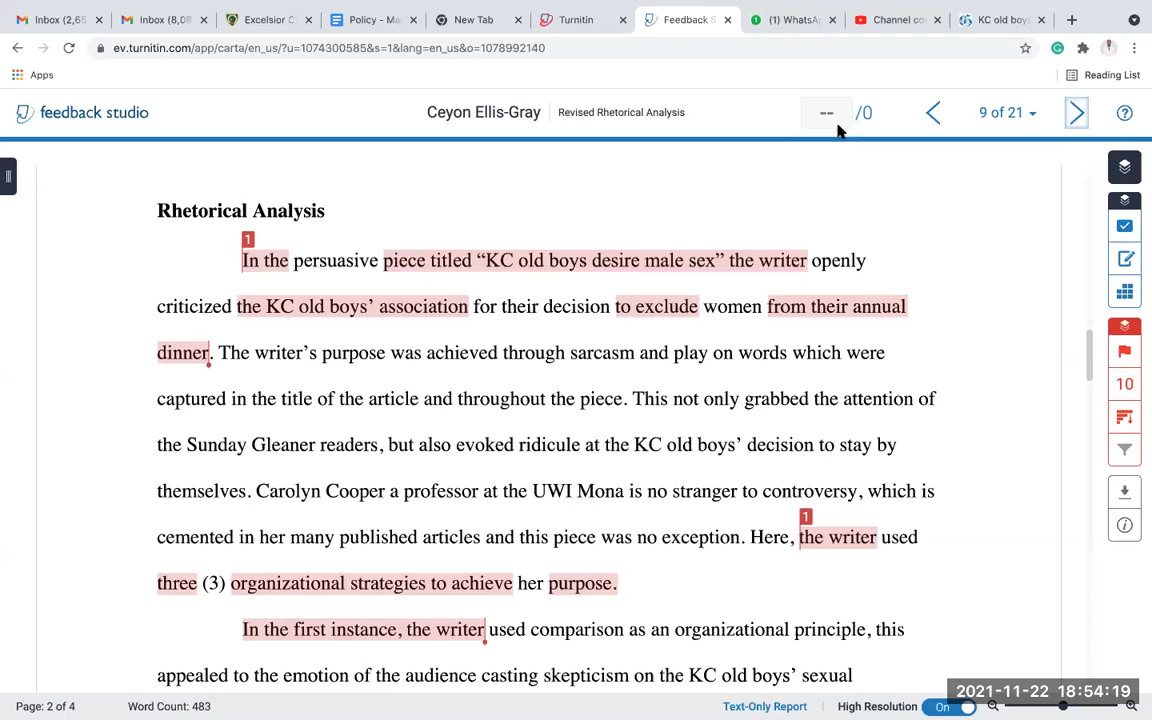 Inbox (2,65
Inbox (8,08
Excelsior C
Policy - Ma
New Tab
Turnitin
Feedback S
(1) WhatsA
Channel co
KC old boys
ev.turnitin.com/app/carta/en_us/?u=1074300585&s=1&lang=en_us&o=1078992140
Apps
Reading List
feedback studio
Ceyon Ellis-Gray
Revised Rhetorical Analysis
-- /0
9 of 21
Rhetorical Analysis
1
In the persuasive piece titled “KC old boys desire male sex” the writer openly
criticized the KC old boys’ association for their decision to exclude women from their annual
dinner. The writer’s purpose was achieved through sarcasm and play on words which were
captured in the title of the article and throughout the piece. This not only grabbed the attention of
the Sunday Gleaner readers, but also evoked ridicule at the KC old boys’ decision to stay by
themselves. Carolyn Cooper a professor at the UWI Mona is no stranger to controversy, which is
1
cemented in her many published articles and this piece was no exception. Here, the writer used
three (3) organizational strategies to achieve her purpose.
In the first instance, the writer used comparison as an organizational principle, this
appealed to the emotion of the audience casting skepticism on the KC old boys’ sexual
10
2021-11-22 18:54:19
Page: 2 of 4
Word Count: 483
Text-Only Report
High Resolution
On